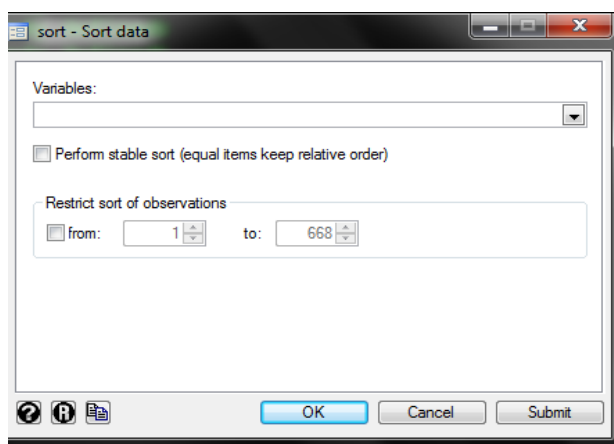 sort - Sort data
Variables:
Perform stable sort (equal items keep relative order)
Restrict sort of observations
from: 1 to: 668
OK Cancel Submit